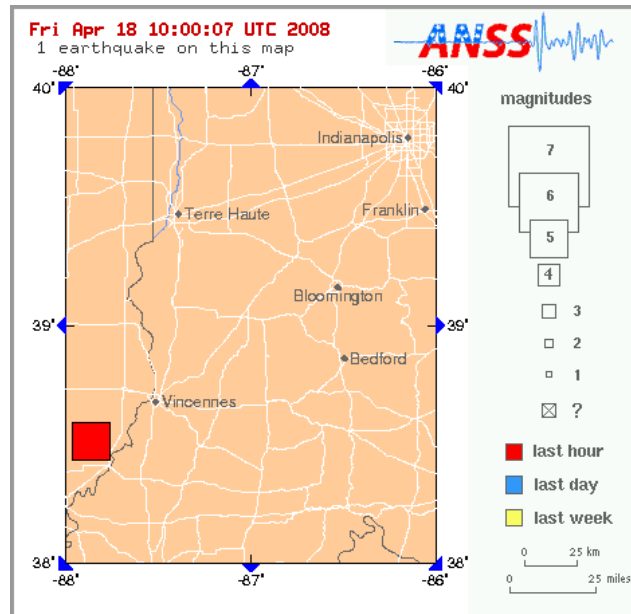 Fri Apr 18 10:00:07 UTC 2008
1 earthquake on this map
ANSS
-88° -87° -86°
40° 40°
magnitudes
Indianapolis
7
6
Terre Haute
Franklin
5
4
Bloomington
3
39° 39°
2
Bedford
1
Vincennes
?
last hour
last day
last week
38° 38°
0 25 km
-88° -87° -86°
0 25 miles